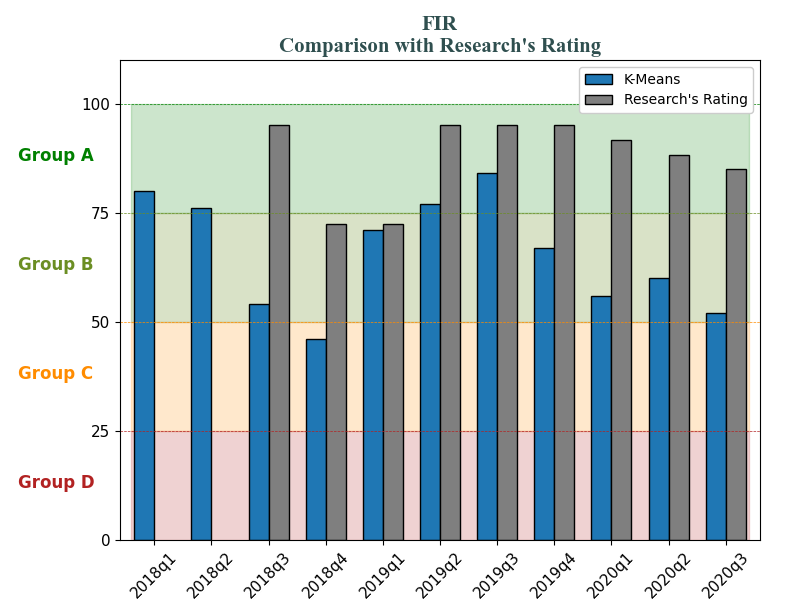 FIR
Comparison with Research's Rating
K-Means
Research's Rating
100
Group A
75
Group B
50
Group C
25
Group D
0
2018q1
2018q2
2018q3
2018q4
2019q1
2019q2
2019q3
2019q4
2020q1
2020q2
2020q3